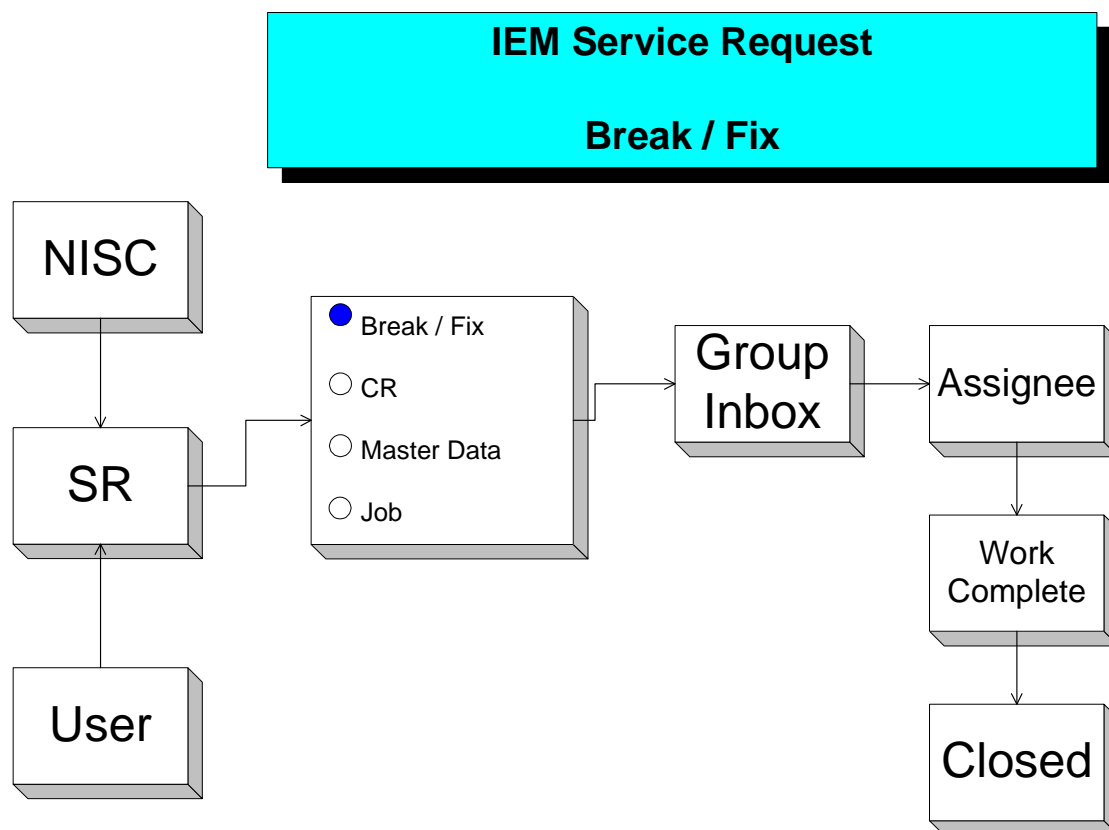 IEM Service Request
Break / Fix
NISC
SR
User
Break / Fix
CR
Master Data
Job
Group
Inbox
Assignee
Work
Complete
Closed